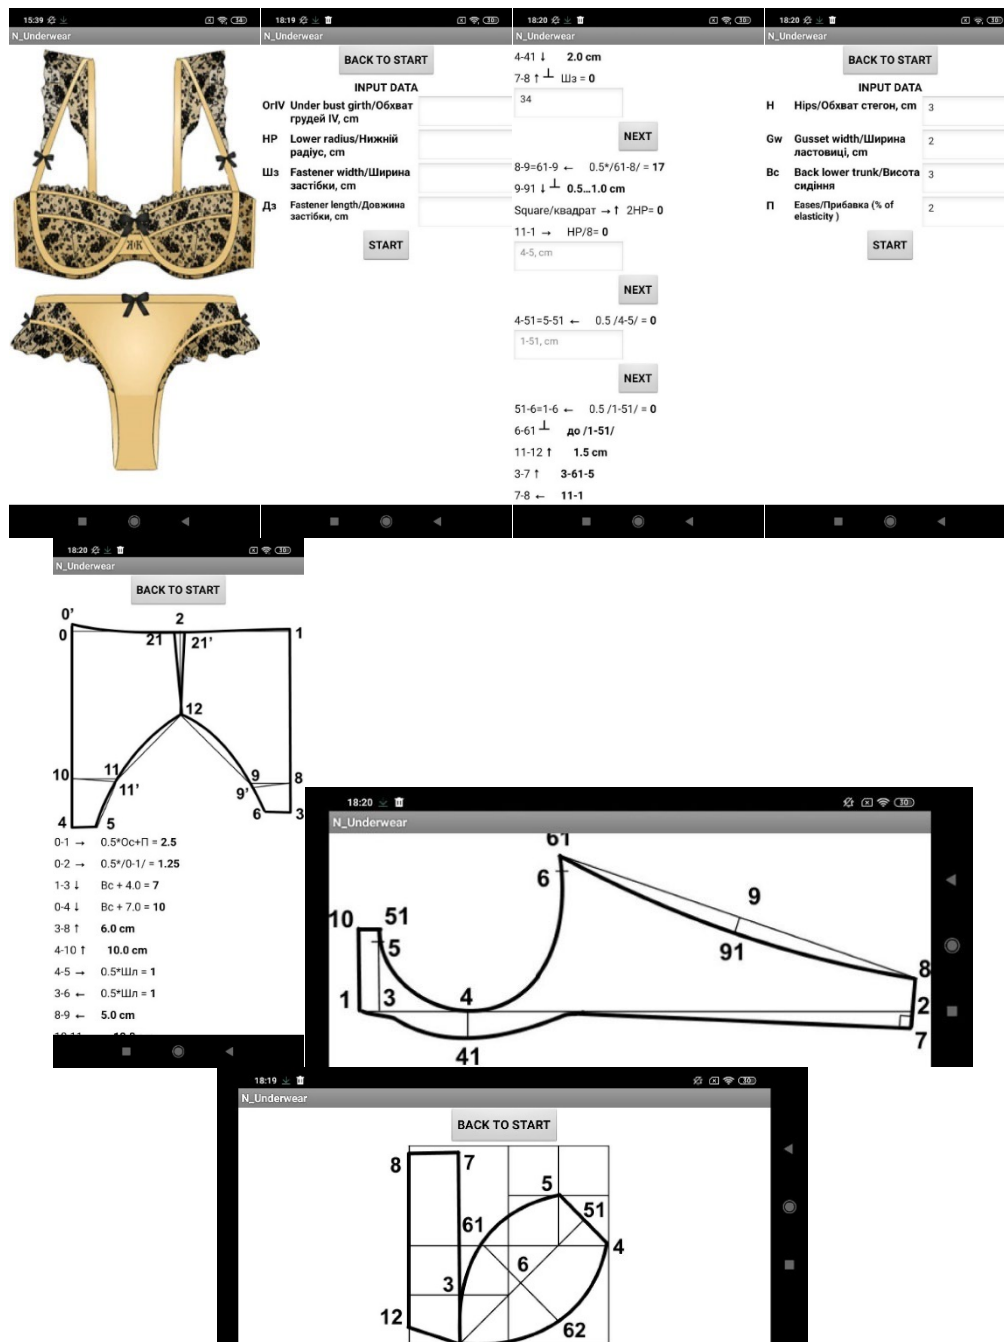 15:39
34
N_Underwear
ЖК
18:19
30
N_Underwear
BACK TO START
INPUT DATA
OrIV Under bust girth/Обхват
грудей IV, cm
HP Lower radius/Нижній
радіус, cm
Шз Fastener width/Ширина
застібки, cm
Дз Fastener length/Довжина
застібки, cm
START
18:20
30
N_Underwear
4-41 ↓ 2.0 cm
7-8 ↑ ┴ Шз = 0
34
NEXT
8-9=61-9 ← 0.5*/61-8/ = 17
9-91 ↓ ┴ 0.5...1.0 cm
Square/квадрат → ↑ 2HP= 0
11-1 → HP/8= 0
4-5, cm
NEXT
4-51=5-51 ← 0.5 /4-5/ = 0
1-51, cm
NEXT
51-6=1-6 ← 0.5 /1-51/ = 0
6-61 ┴ до /1-51/
11-12 ↑ 1.5 cm
3-7 ↑ 3-61-5
7-8 ← 11-1
18:20
30
N_Underwear
BACK TO START
INPUT DATA
H Hips/Обхват стегон, cm 3
Gw Gusset width/Ширина
ластовиці, cm 2
Bc Back lower trunk/Висота
сидіння 3
П Eases/Прибавка (% of
elasticity ) 2
START
18:20
30
N_Underwear
BACK TO START
0'
0
2
21 21'
1
12
10 11
11'
9 8
9'
4 5
6 3
0-1 → 0.5*Ос+П = 2.5
0-2 → 0.5*/0-1/ = 1.25
1-3 ↓ Bc + 4.0 = 7
0-4 ↓ Bc + 7.0 = 10
3-8 ↑ 6.0 cm
4-10 ↑ 10.0 cm
4-5 → 0.5*Шл = 1
3-6 ← 0.5*Шл = 1
8-9 ← 5.0 cm
18:20
30
N_Underwear
61
6
9
10 51
5
91
8
1 3 4
2
41
7
18:19
30
N_Underwear
BACK TO START
8 7
5
61 51
4
3 6
12
62